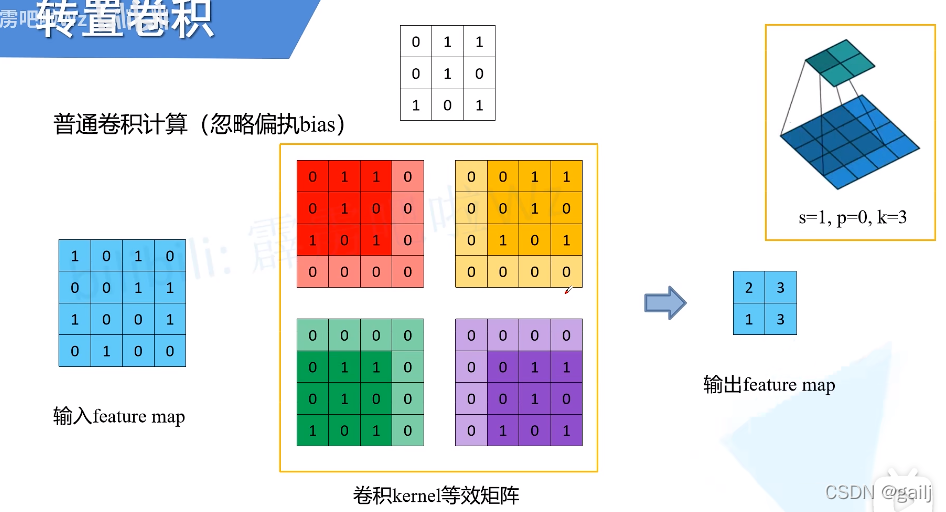 转置卷积
0 1 1
0 1 0
1 0 1
普通卷积计算（忽略偏执bias）
s=1, p=0, k=3
0 1 1 0
0 1 0 0
1 0 1 0
0 0 0 0
0 0 1 1
0 0 1 0
0 1 0 1
0 0 0 0
1 0 1 0
0 0 1 1
1 0 0 1
0 1 0 0
输入feature map
0 0 0 0
0 1 1 0
0 1 0 0
1 0 1 0
0 0 0 0
0 0 1 1
0 0 1 0
0 1 0 1
2 3
1 3
输出feature map
卷积kernel等效矩阵
bilibili: 霹
CSDN @gailj